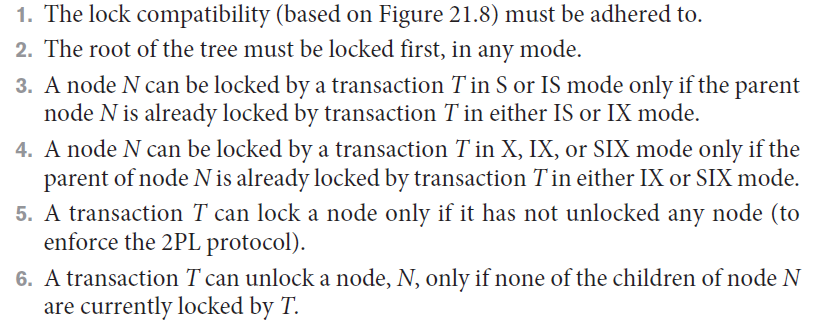 1. The lock compatibility (based on Figure 21.8) must be adhered to.
2. The root of the tree must be locked first, in any mode.
3. A node N can be locked by a transaction T in S or IS mode only if the parent
node N is already locked by transaction T in either IS or IX mode.
4. A node N can be locked by a transaction T in X, IX, or SIX mode only if the
parent of node N is already locked by transaction T in either IX or SIX mode.
5. A transaction T can lock a node only if it has not unlocked any node (to
enforce the 2PL protocol).
6. A transaction T can unlock a node, N, only if none of the children of node N
are currently locked by T.